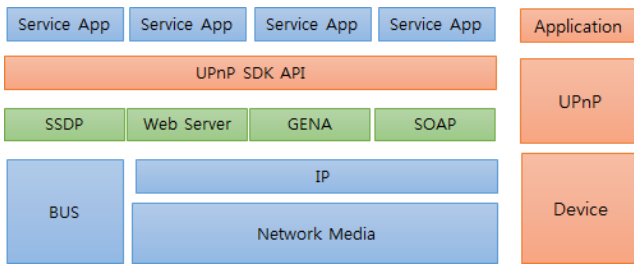 Service App Service App Service App Service App Application
UPnP SDK API
UPnP
SSDP Web Server GENA SOAP
IP
BUS
Device
Network Media